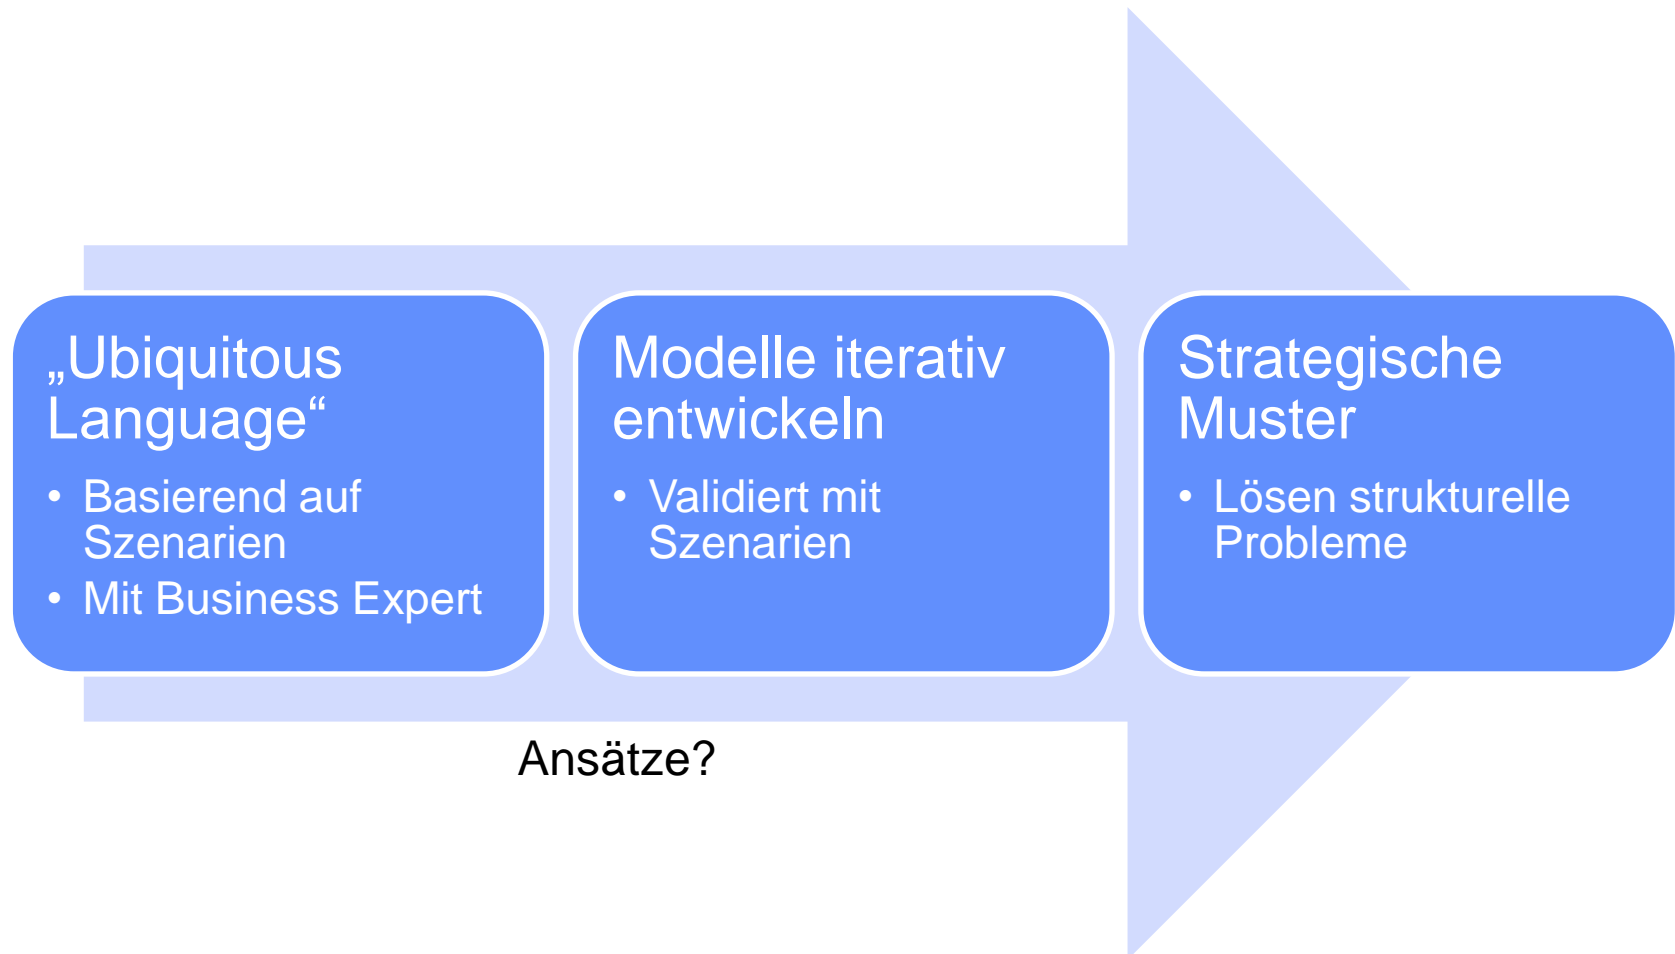 „Ubiquitous
Language“
• Basierend auf
Szenarien
• Mit Business Expert
Modelle iterativ
entwickeln
• Validiert mit
Szenarien
Strategische
Muster
• Lösen strukturelle
Probleme
Ansätze?